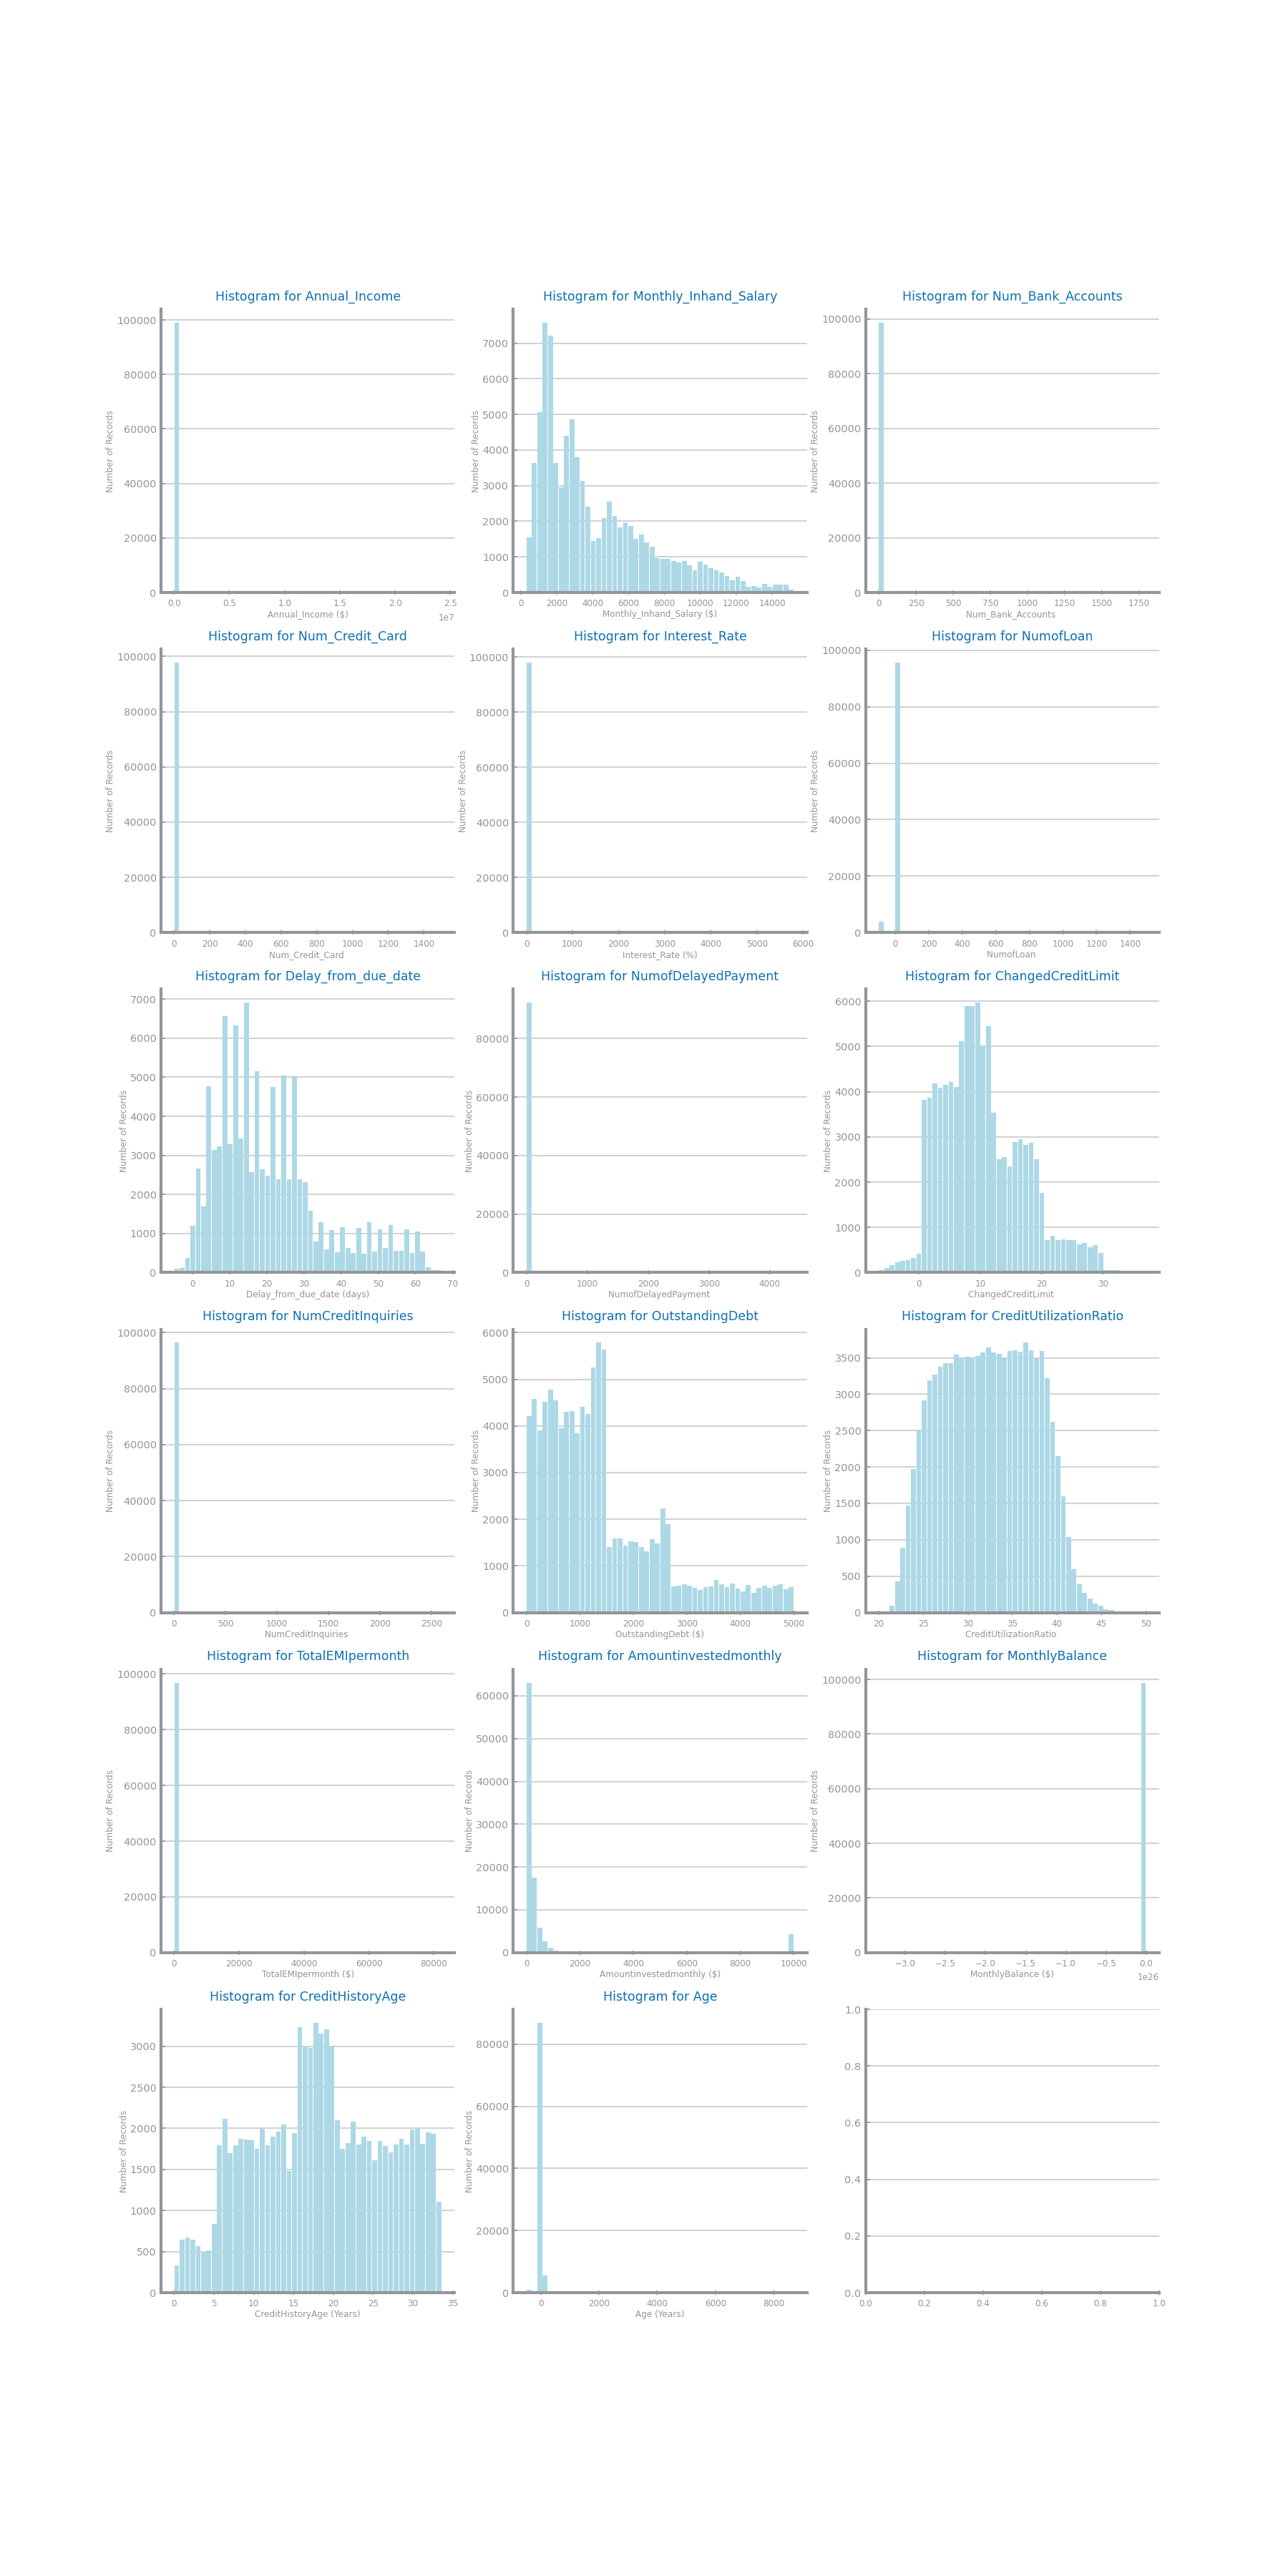 Histogram for Annual_Income
Number of Records
100000
80000
60000
40000
20000
0
0.0 0.5 1.0 1.5 2.0 2.5
1e7
Annual_Income ($)
Histogram for Monthly_Inhand_Salary
Number of Records
7000
6000
5000
4000
3000
2000
1000
0
0 2000 4000 6000 8000 10000 12000 14000
Monthly_Inhand_Salary ($)
Histogram for Num_Bank_Accounts
Number of Records
100000
80000
60000
40000
20000
0
0 250 500 750 1000 1250 1500 1750
Num_Bank_Accounts
Histogram for Num_Credit_Card
Number of Records
100000
80000
60000
40000
20000
0
0 200 400 600 800 1000 1200 1400
Num_Credit_Card
Histogram for Interest_Rate
Number of Records
100000
80000
60000
40000
20000
0
0 1000 2000 3000 4000 5000 6000
Interest_Rate (%)
Histogram for NumofLoan
Number of Records
100000
80000
60000
40000
20000
0
0 200 400 600 800 1000 1200 1400
NumofLoan
Histogram for Delay_from_due_date
Number of Records
7000
6000
5000
4000
3000
2000
1000
0
0 10 20 30 40 50 60 70
Delay_from_due_date (days)
Histogram for NumofDelayedPayment
Number of Records
80000
60000
40000
20000
0
0 1000 2000 3000 4000
NumofDelayedPayment
Histogram for ChangedCreditLimit
Number of Records
6000
5000
4000
3000
2000
1000
0
0 10 20 30
ChangedCreditLimit
Histogram for NumCreditInquiries
Number of Records
100000
80000
60000
40000
20000
0
0 500 1000 1500 2000 2500
NumCreditInquiries
Histogram for OutstandingDebt
Number of Records
6000
5000
4000
3000
2000
1000
0
0 1000 2000 3000 4000 5000
OutstandingDebt ($)
Histogram for CreditUtilizationRatio
Number of Records
3500
3000
2500
2000
1500
1000
500
0
20 25 30 35 40 45 50
CreditUtilizationRatio
Histogram for TotalEMIpermonth
Number of Records
100000
80000
60000
40000
20000
0
0 20000 40000 60000 80000
TotalEMIpermonth ($)
Histogram for Amountinvestedmonthly
Number of Records
60000
50000
40000
30000
20000
10000
0
0 2000 4000 6000 8000 10000
Amountinvestedmonthly ($)
Histogram for MonthlyBalance
Number of Records
100000
80000
60000
40000
20000
0
−3.0 −2.5 −2.0 −1.5 −1.0 −0.5 0.0
1e26
MonthlyBalance ($)
Histogram for CreditHistoryAge
Number of Records
3000
2500
2000
1500
1000
500
0
0 5 10 15 20 25 30 35
CreditHistoryAge (Years)
Histogram for Age
Number of Records
80000
60000
40000
20000
0
0 2000 4000 6000 8000
Age (Years)
1.0
0.8
0.6
0.4
0.2
0.0
0.0 0.2 0.4 0.6 0.8 1.0